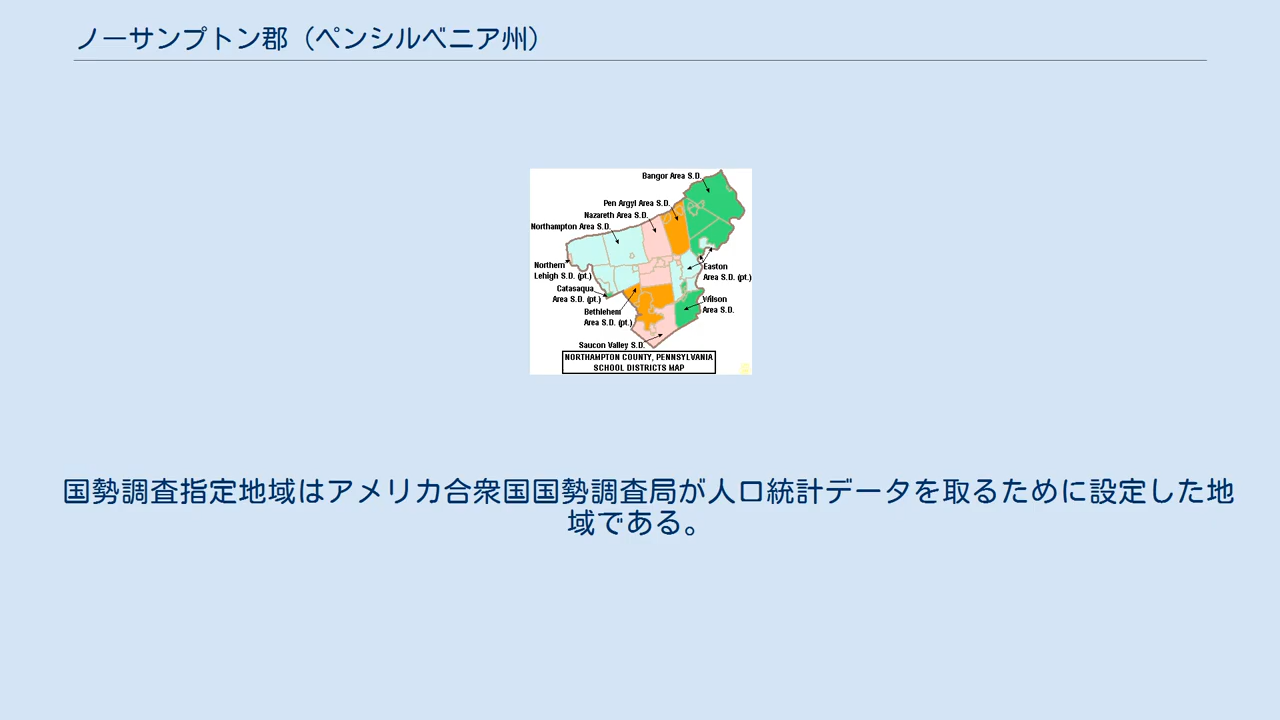 ノーサンプトン郡（ペンシルベニア州）
Bangor Area S.D.
Pen Argyl Area S.D.
Nazareth Area S.D.
Northampton Area S.D.
Northern
Lehigh S.D. (pt.)
Easton
Area S.D. (pt.)
Catasaqua
Area S.D. (pt.)
Wilson
Area S.D.
Bethlehem
Area S.D. (pt.)
Saucon Valley S.D.
NORTHAMPTON COUNTY, PENNSYLVANIA
SCHOOL DISTRICTS MAP
国勢調査指定地域はアメリカ合衆国国勢調査局が人口統計データを取るために設定した地
域である。